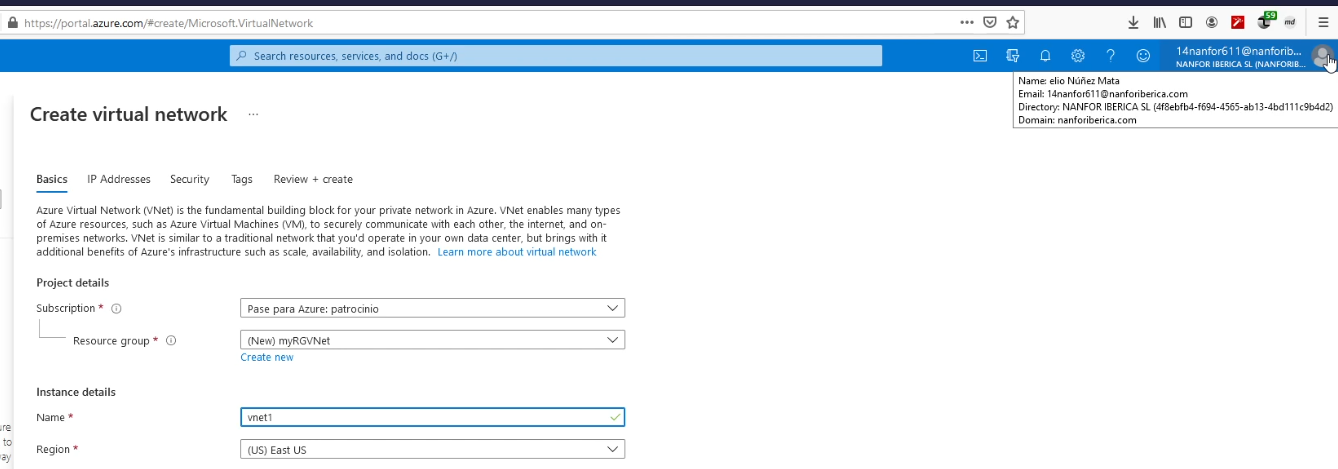 https://portal.azure.com/#create/Microsoft.VirtualNetwork
59
md
Search resources, services, and docs (G+/)
14nanfor611@nanforib...
NANFOR IBERICA SL (NANFORIB...
Name: elio Núñez Mata
Email: 14nanfor611@nanforiberica.com
Directory: NANFOR IBERICA SL (4f8ebfb4-f694-4565-ab13-4bd111c9b4d2)
Domain: nanforiberica.com
Create virtual network ...
Basics IP Addresses Security Tags Review + create
Azure Virtual Network (VNet) is the fundamental building block for your private network in Azure. VNet enables many types
of Azure resources, such as Azure Virtual Machines (VM), to securely communicate with each other, the internet, and on-
premises networks. VNet is similar to a traditional network that you'd operate in your own data center, but brings with it
additional benefits of Azure's infrastructure such as scale, availability, and isolation. Learn more about virtual network
Project details
Subscription * Pase para Azure: patrocinio
Resource group * (New) myRGVNet
Create new
Instance details
Name * vnet1
Region * (US) East US
ure
to
way